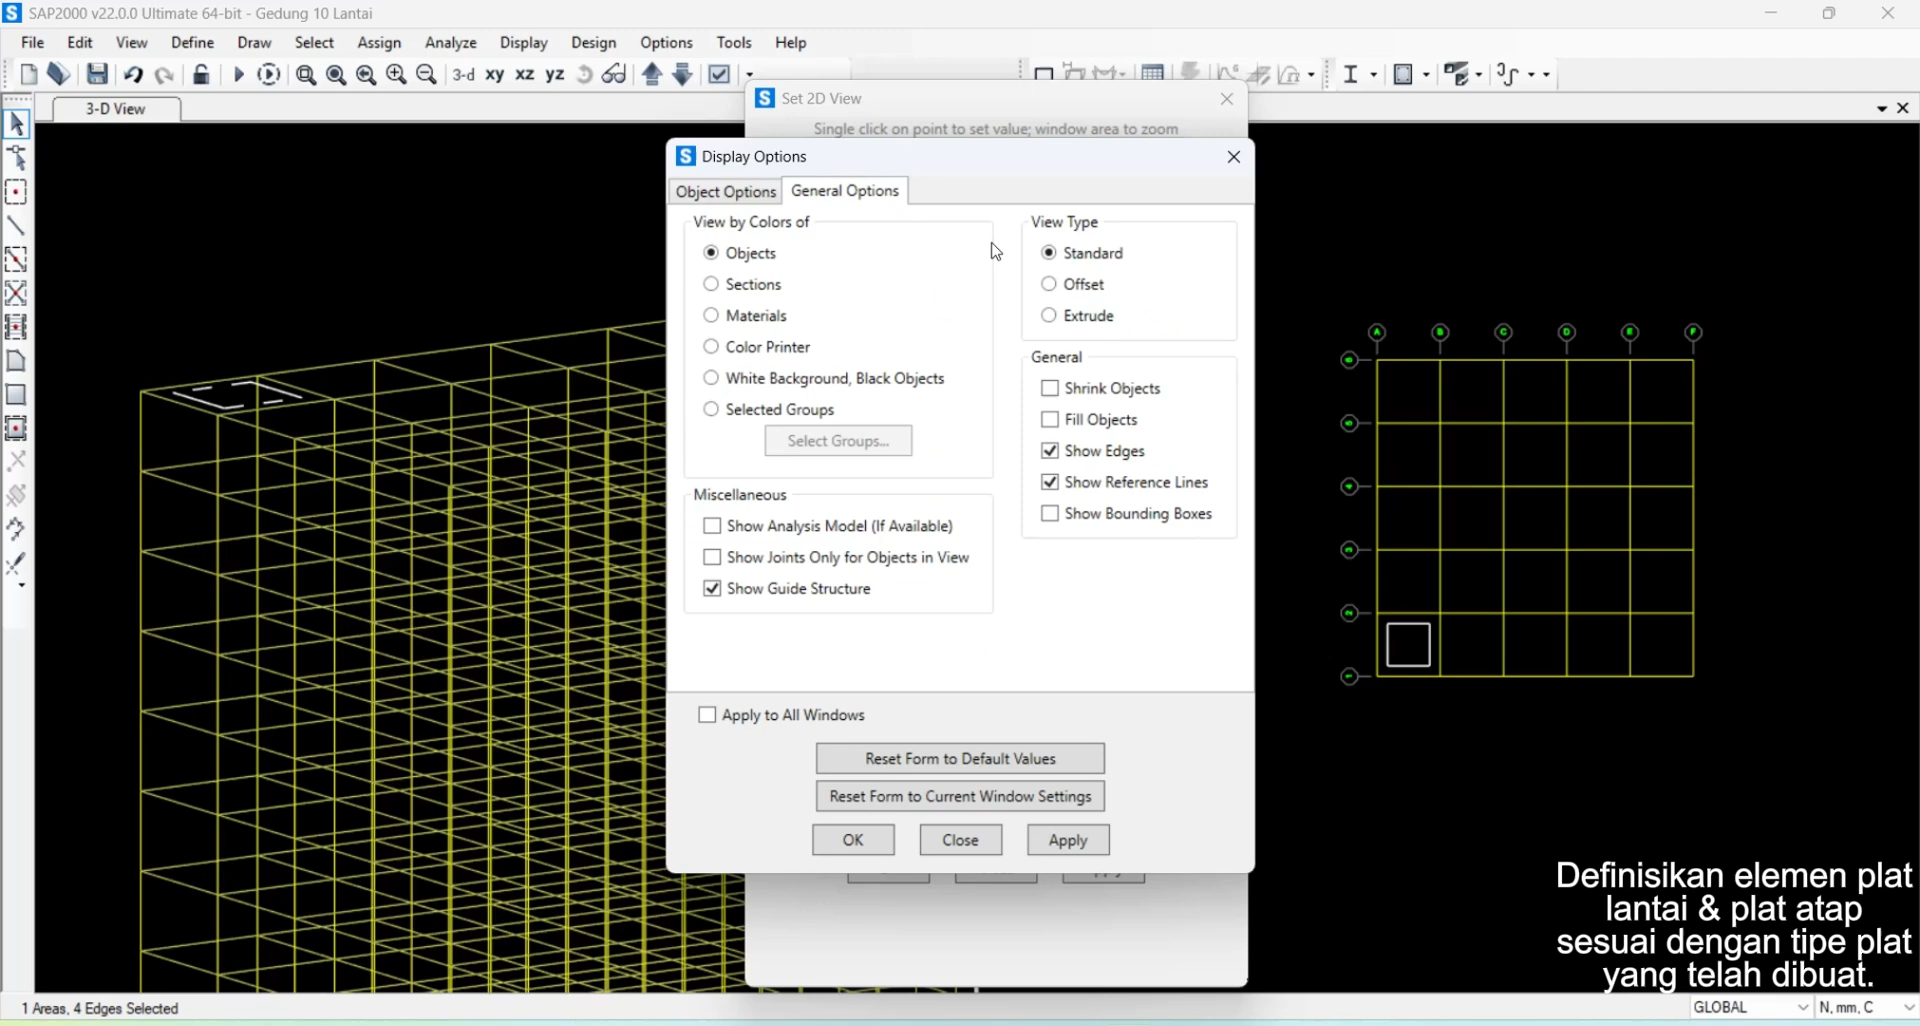 SAP2000 v22.0.0 Ultimate 64-bit - Gedung 10 Lantai
File Edit View Define Draw Select Assign Analyze Display Design Options Tools Help
3-d xy xz yz
3-D View
Set 2D View
Single click on point to set value; window area to zoom
Display Options
Object Options General Options
View by Colors of
Objects
Sections
Materials
Color Printer
White Background, Black Objects
Selected Groups
Select Groups...
Miscellaneous
Show Analysis Model (If Available)
Show Joints Only for Objects in View
Show Guide Structure
View Type
Standard
Offset
Extrude
General
Shrink Objects
Fill Objects
Show Edges
Show Reference Lines
Show Bounding Boxes
Apply to All Windows
Reset Form to Default Values
Reset Form to Current Window Settings
OK Close Apply
A B C D E F
Definisikan elemen plat
lantai & plat atap
sesuai dengan tipe plat
yang telah dibuat.
1 Areas, 4 Edges Selected
GLOBAL N, mm, C